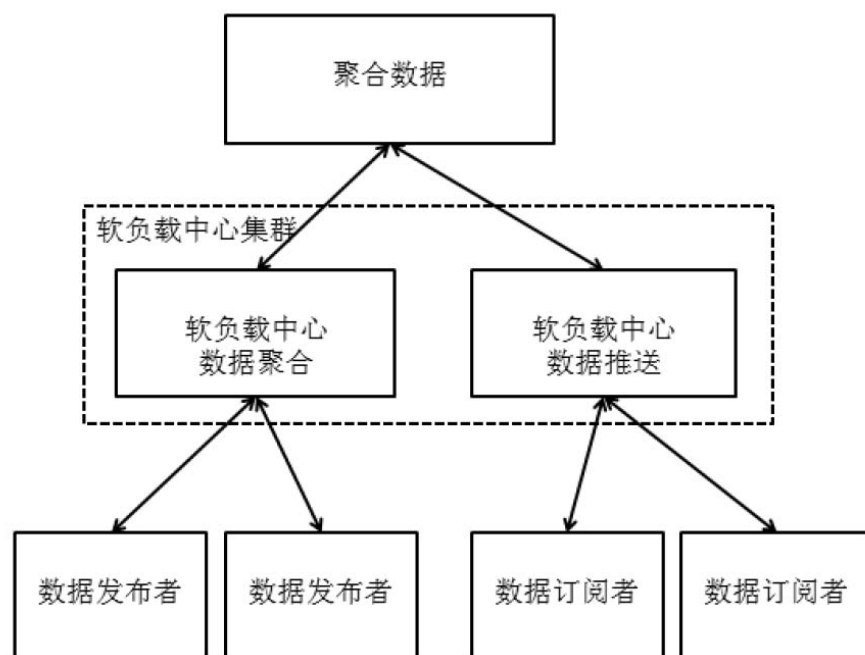 聚合数据
软负载中心集群
软负载中心
数据聚合
软负载中心
数据推送
数据发布者
数据发布者
数据订阅者
数据订阅者